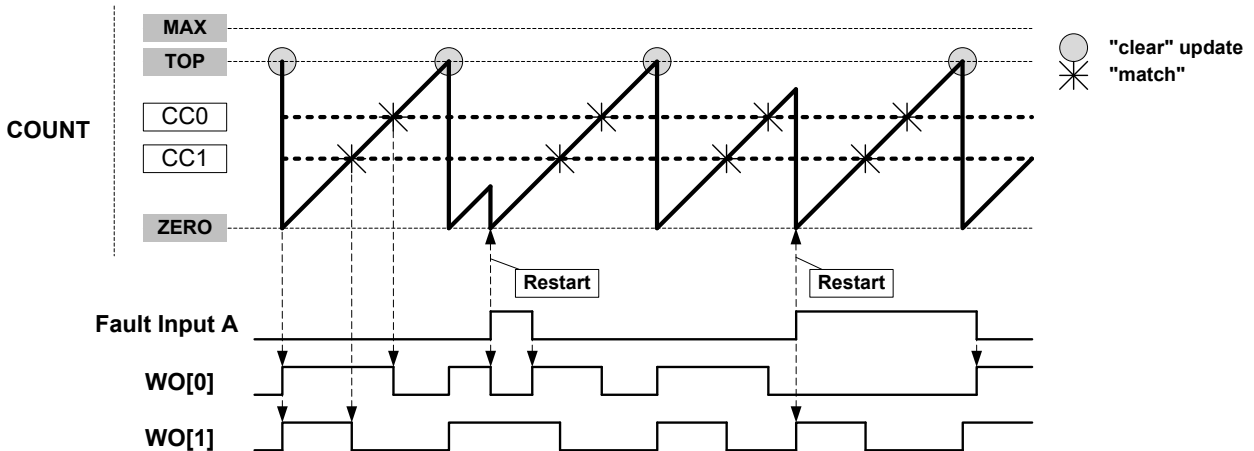 MAX
"clear" update
TOP
"match"
CC0
COUNT
CC1
ZERO
Restart
Restart
Fault Input A
WO[0]
WO[1]